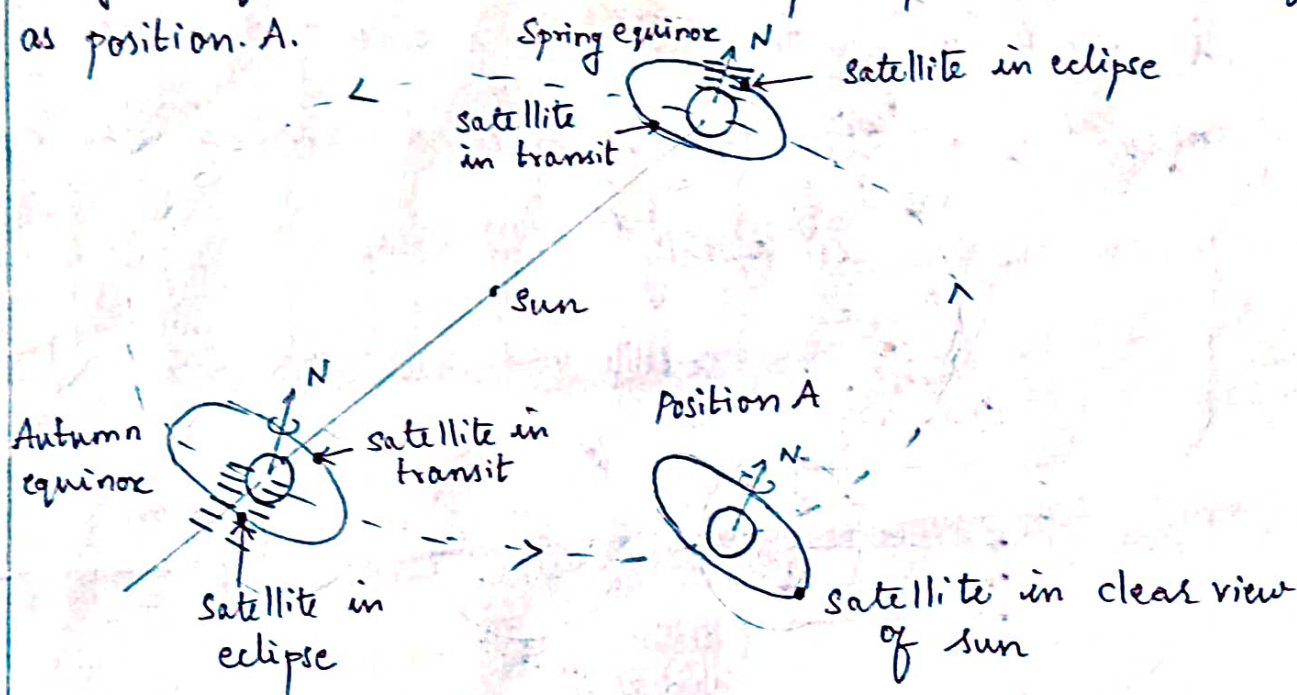 as position. A.
Spring equinox
N
satellite in eclipse
satellite
in transit
Sun
N
Autumn
equinox
satellite in
transit
Position A
N
satellite in
eclipse
satellite in clear view
of sun